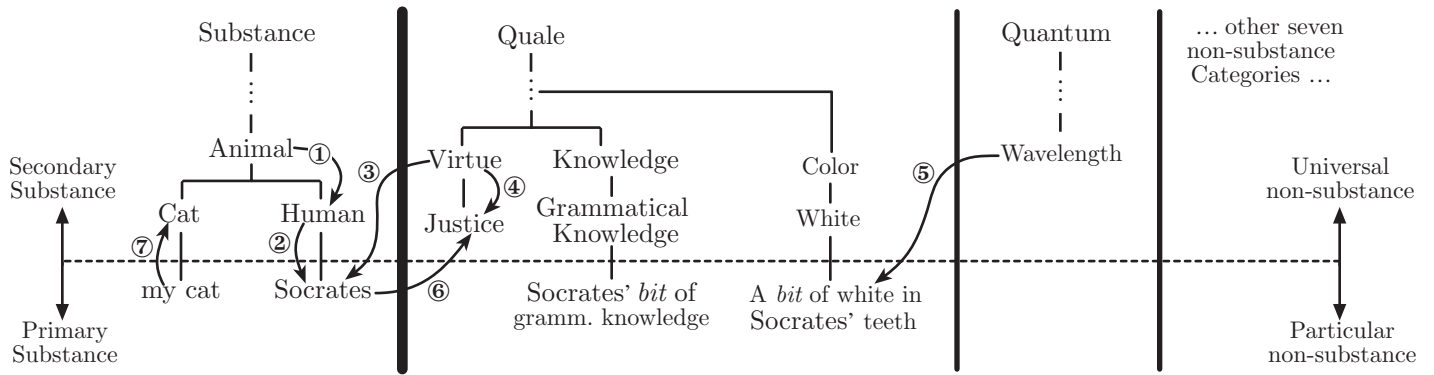 Substance
Quale
Quantum
… other seven
non-substance
Categories …
Animal
①
③
Virtue
④
Knowledge
Color
⑤
Wavelength
Secondary
Substance
Universal
non-substance
Cat
Human
Justice
Grammatical
Knowledge
White
⑦
②
my cat
Socrates
⑥
Socrates' bit of
gramm. knowledge
A bit of white in
Socrates' teeth
Primary
Substance
Particular
non-substance